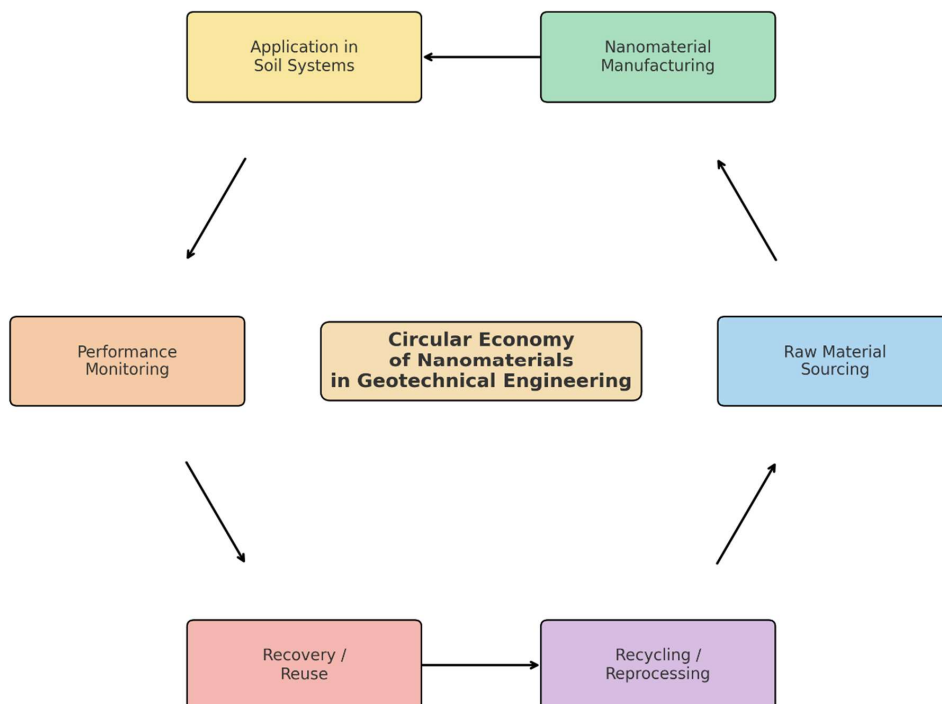 Application in
Soil Systems
Nanomaterial
Manufacturing
Performance
Monitoring
Circular Economy
of Nanomaterials
in Geotechnical Engineering
Raw Material
Sourcing
Recovery /
Reuse
Recycling /
Reprocessing